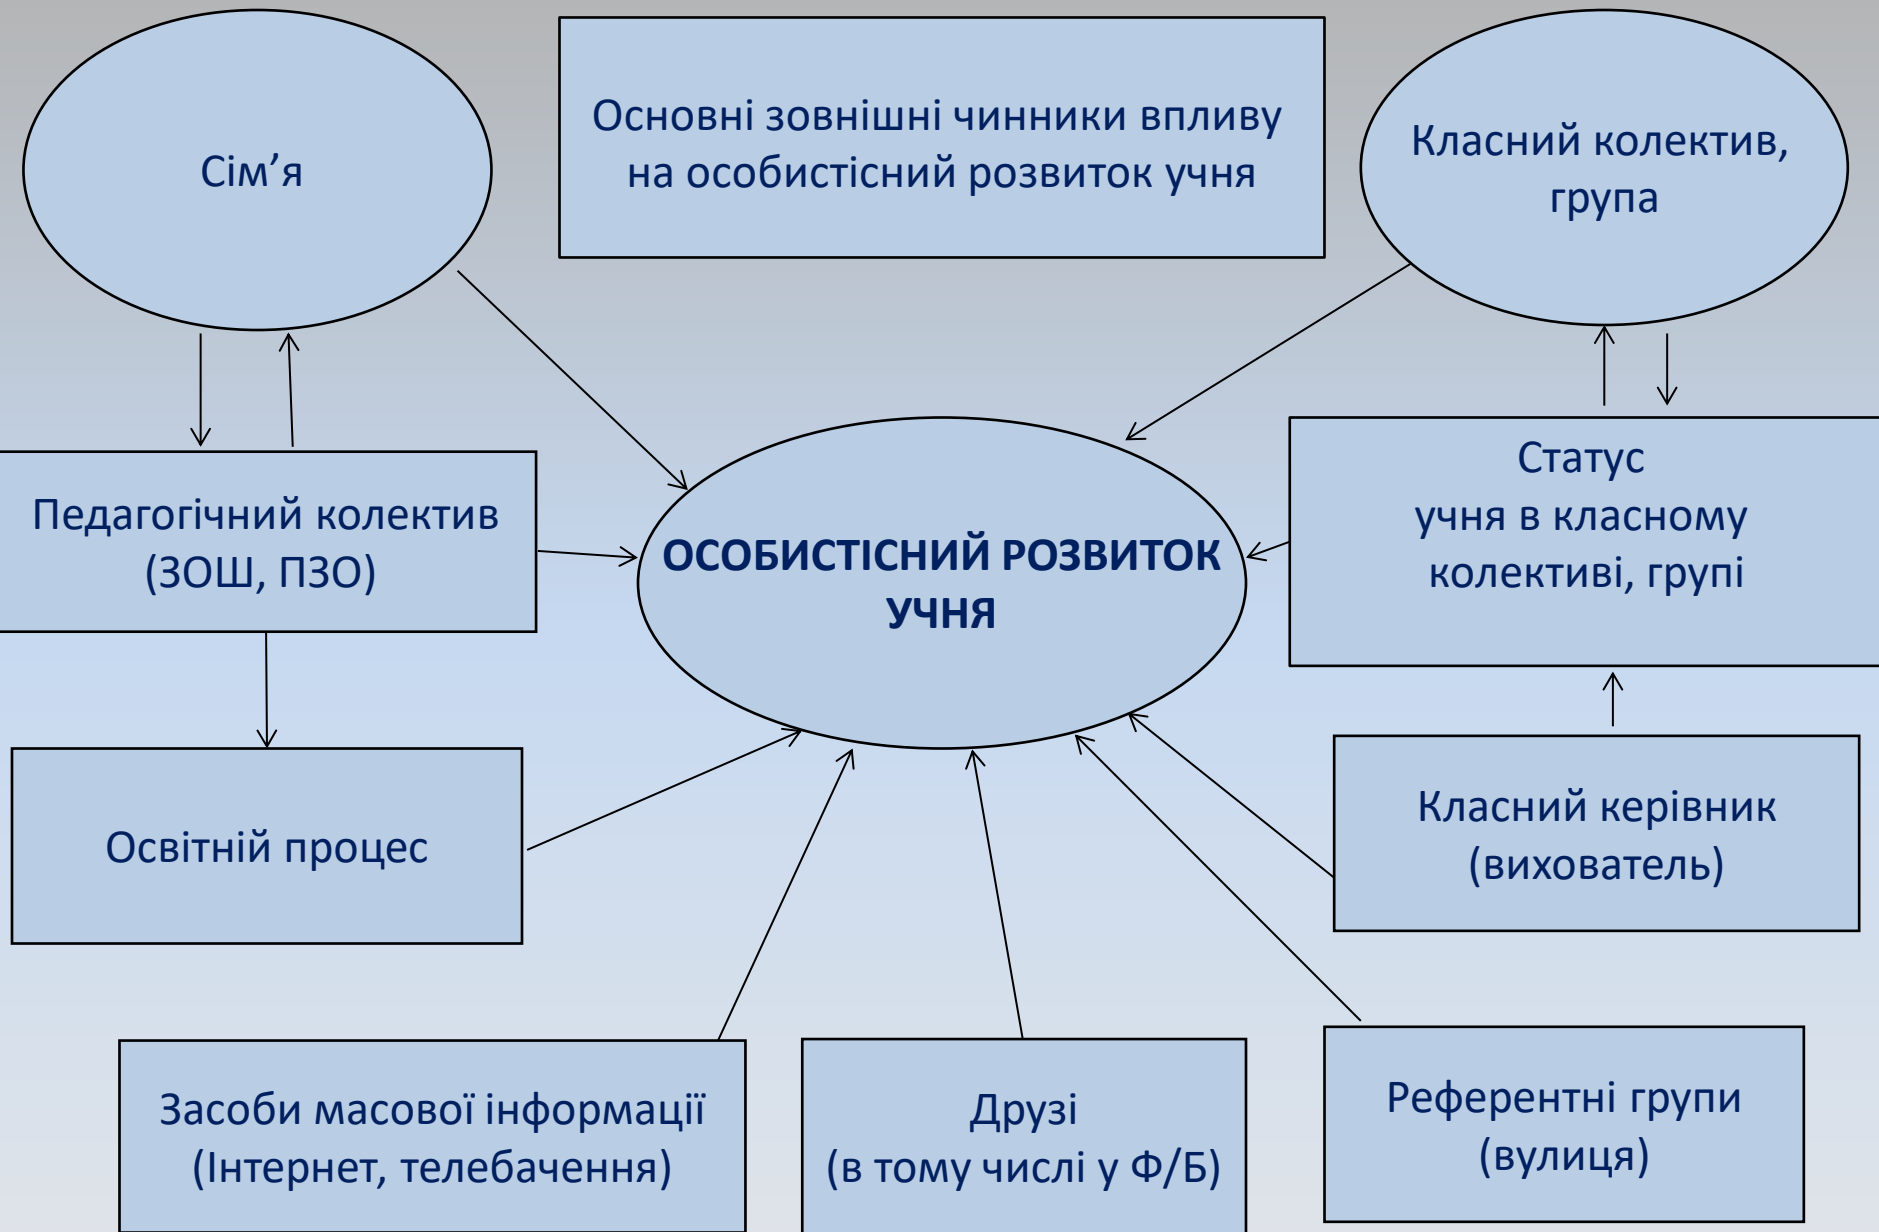 Сім’я
Основні зовнішні чинники впливу
на особистісний розвиток учня
Класний колектив,
група
Педагогічний колектив
(ЗОШ, ПЗО)
ОСОБИСТІСНИЙ РОЗВИТОК
УЧНЯ
Статус
учня в класному
колективі, групі
Освітній процес
Класний керівник
(вихователь)
Засоби масової інформації
(Інтернет, телебачення)
Друзі
(в тому числі у Ф/Б)
Референтні групи
(вулиця)